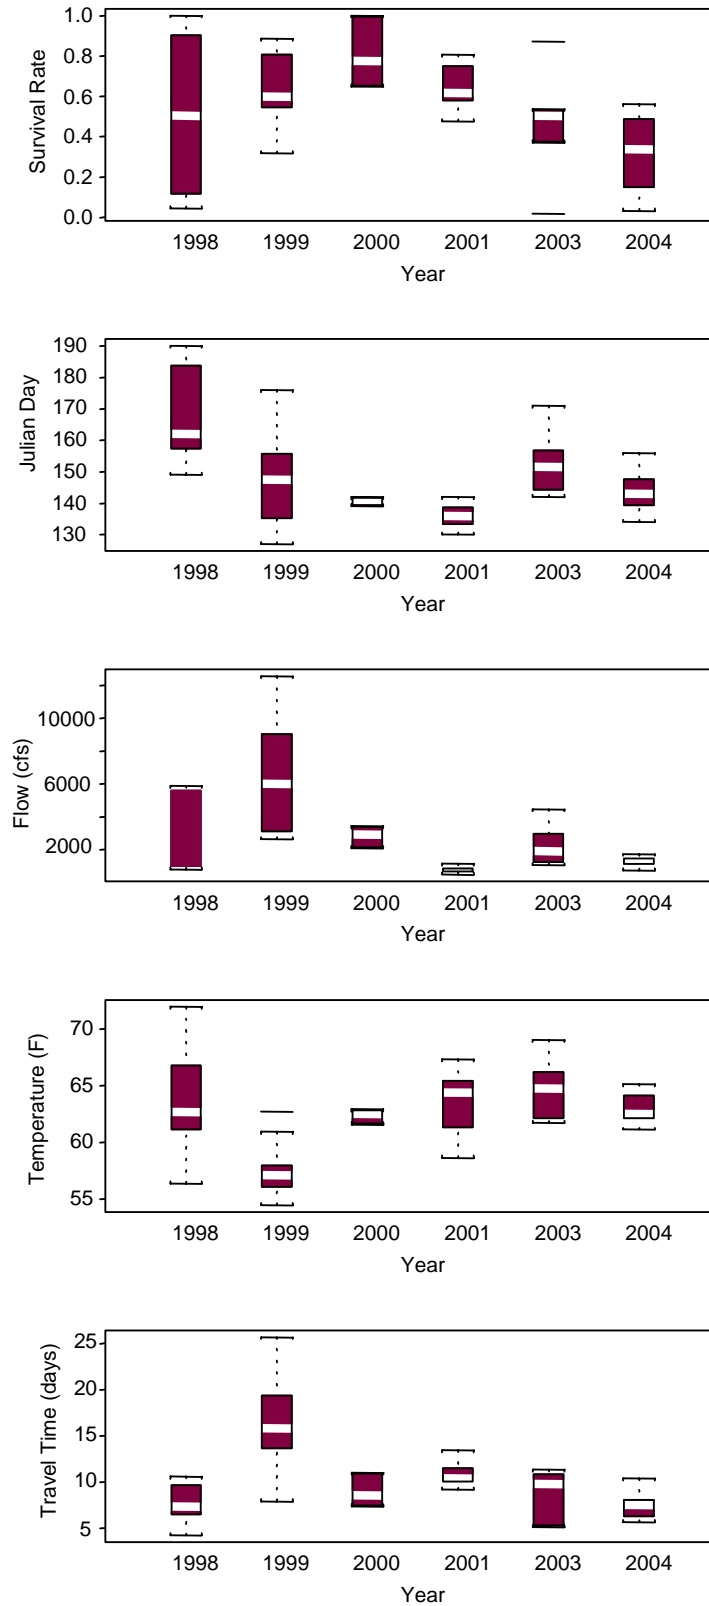 1.0
0.8
0.6
0.4
0.2
0.0
Survival Rate
1998 1999 2000 2001 2003 2004
Year
190
180
170
160
150
140
130
Julian Day
1998 1999 2000 2001 2003 2004
Year
10000
6000
2000
Flow (cfs)
1998 1999 2000 2001 2003 2004
Year
70
65
60
55
Temperature (F)
1998 1999 2000 2001 2003 2004
Year
25
20
15
10
5
Travel Time (days)
1998 1999 2000 2001 2003 2004
Year